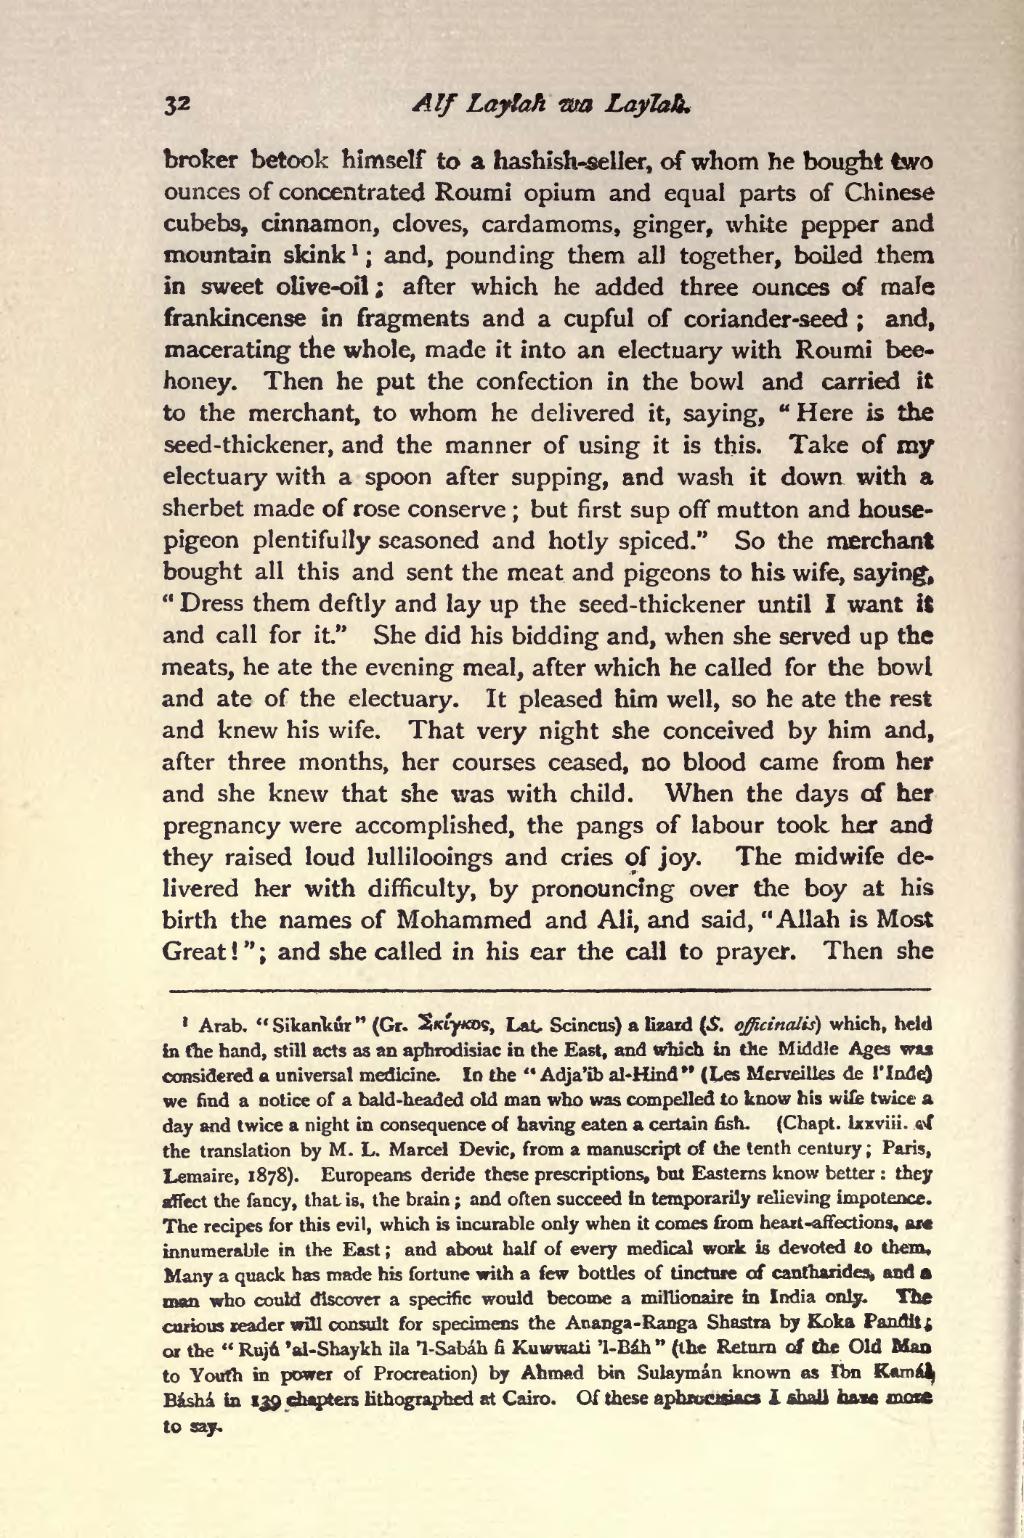 32 Alf Laylah wa Laylah.
broker betook himself to a hashish-seller, of whom he bought two
ounces of concentrated Roumi opium and equal parts of Chinese
cubebs, cinnamon, cloves, cardamoms, ginger, white pepper and
mountain skink¹; and, pounding them all together, boiled them
in sweet olive-oil; after which he added three ounces of male
frankincense in fragments and a cupful of coriander-seed; and,
macerating the whole, made it into an electuary with Roumi bee-
honey. Then he put the confection in the bowl and carried it
to the merchant, to whom he delivered it, saying, "Here is the
seed-thickener, and the manner of using it is this. Take of my
electuary with a spoon after supping, and wash it down with a
sherbet made of rose conserve; but first sup off mutton and house-
pigeon plentifully seasoned and hotly spiced." So the merchant
bought all this and sent the meat and pigeons to his wife, saying,
"Dress them deftly and lay up the seed-thickener until I want it
and call for it." She did his bidding and, when she served up the
meats, he ate the evening meal, after which he called for the bowl
and ate of the electuary. It pleased him well, so he ate the rest
and knew his wife. That very night she conceived by him and,
after three months, her courses ceased, no blood came from her
and she knew that she was with child. When the days of her
pregnancy were accomplished, the pangs of labour took her and
they raised loud lullilooings and cries of joy. The midwife de-
livered her with difficulty, by pronouncing over the boy at his
birth the names of Mohammed and Ali, and said, "Allah is Most
Great!"; and she called in his ear the call to prayer. Then she
¹ Arab. "Sikankúr" (Gr. Σκίγκος, Lat. Scincus) a lizard (S. officinalis) which, held
in the hand, still acts as an aphrodisiac in the East, and which in the Middle Ages was
considered a universal medicine. In the "Adja'ib al-Hind" (Les Merveilles de l'Inde)
we find a notice of a bald-headed old man who was compelled to know his wife twice a
day and twice a night in consequence of having eaten a certain fish. (Chapt. lxxviii. of
the translation by M. L. Marcel Devic, from a manuscript of the tenth century; Paris,
Lemaire, 1878). Europeans deride these prescriptions, but Easterns know better: they
affect the fancy, that is, the brain; and often succeed in temporarily relieving impotence.
The recipes for this evil, which is incurable only when it comes from heart-affections, are
innumerable in the East; and about half of every medical work is devoted to them.
Many a quack has made his fortune with a few bottles of tincture of cantharides, and a
man who could discover a specific would become a millionaire in India only. The
curious reader will consult for specimens the Ananga-Ranga Shastra by Koka Pandit;
or the "Rujú 'al-Shaykh ila 'l-Sabáh fi Kuwwati 'l-Báh" (the Return of the Old Man
to Youth in power of Procreation) by Ahmad bin Sulaymán known as Ibn Kamál
Báshá in 139 chapters lithographed at Cairo. Of these aphrodisiacs I shall have more
to say.